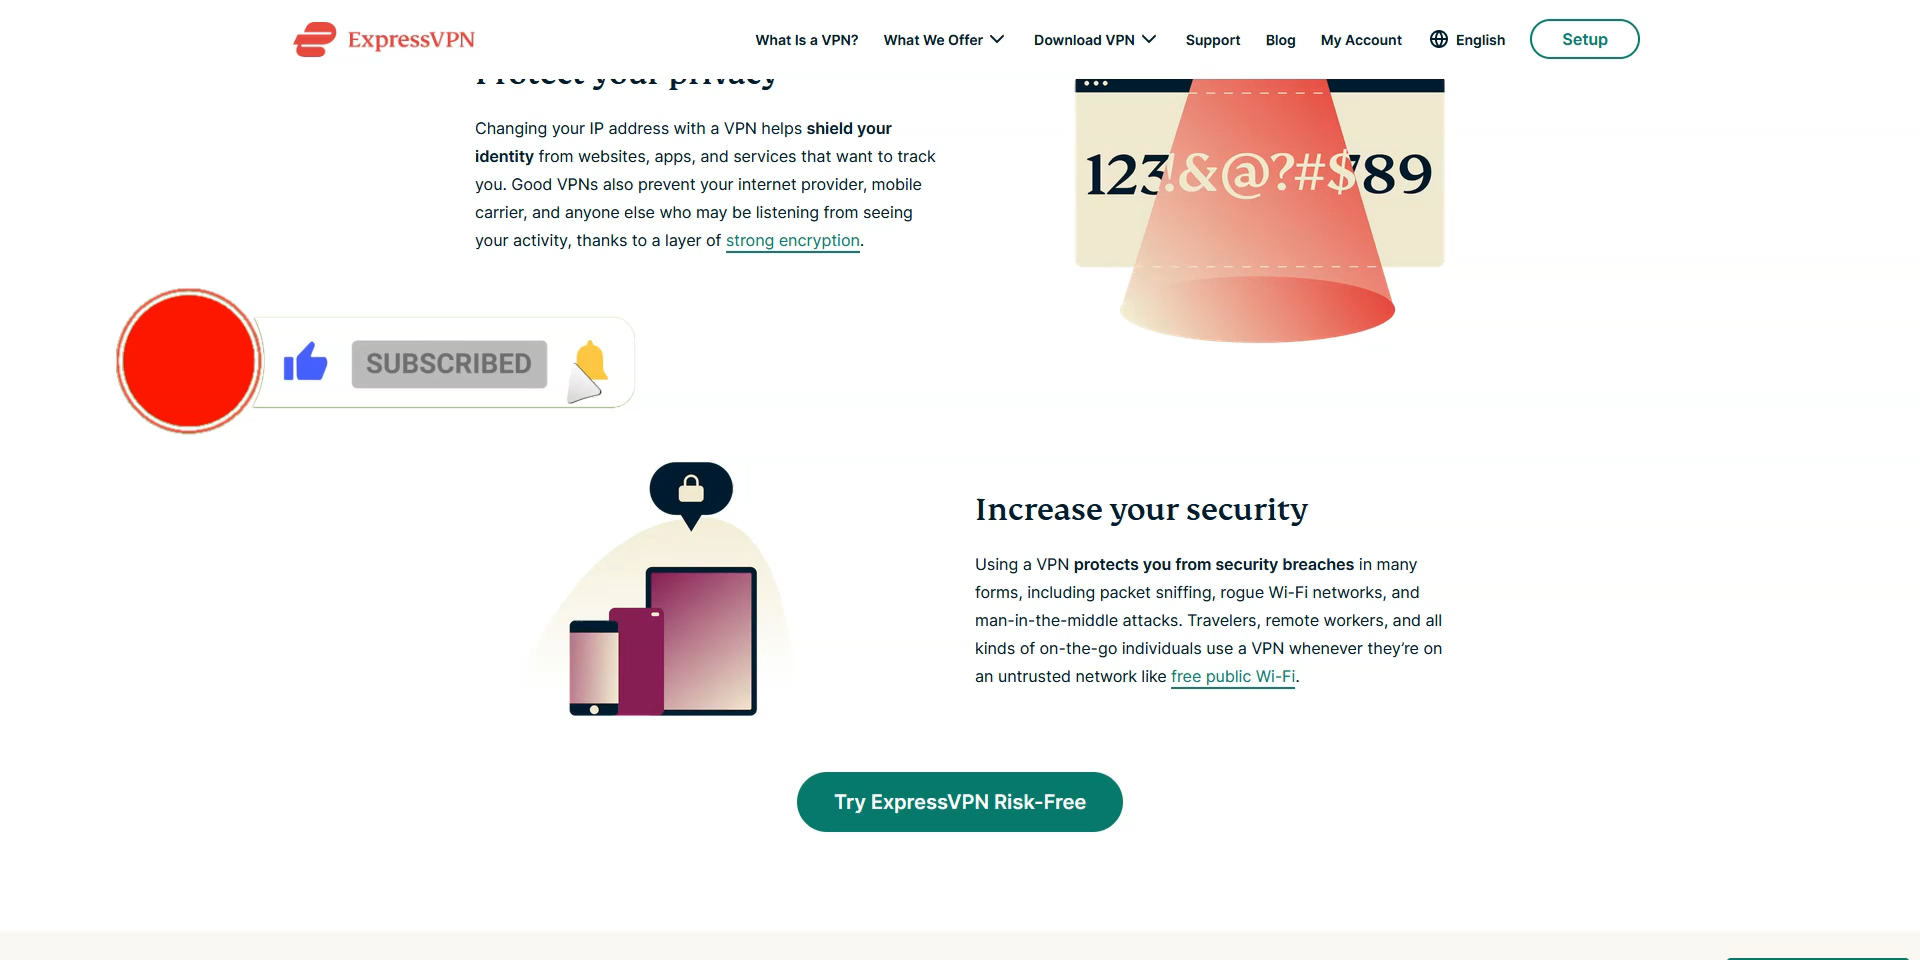 ExpressVPN
What Is a VPN?
What We Offer
Download VPN
Support
Blog
My Account
English
Setup
Protect your privacy
Changing your IP address with a VPN helps shield your
identity from websites, apps, and services that want to track
you. Good VPNs also prevent your internet provider, mobile
carrier, and anyone else who may be listening from seeing
your activity, thanks to a layer of strong encryption.
123!&@?#$789
SUBSCRIBED
Increase your security
Using a VPN protects you from security breaches in many
forms, including packet sniffing, rogue Wi-Fi networks, and
man-in-the-middle attacks. Travelers, remote workers, and all
kinds of on-the-go individuals use a VPN whenever they’re on
an untrusted network like free public Wi-Fi.
Try ExpressVPN Risk-Free